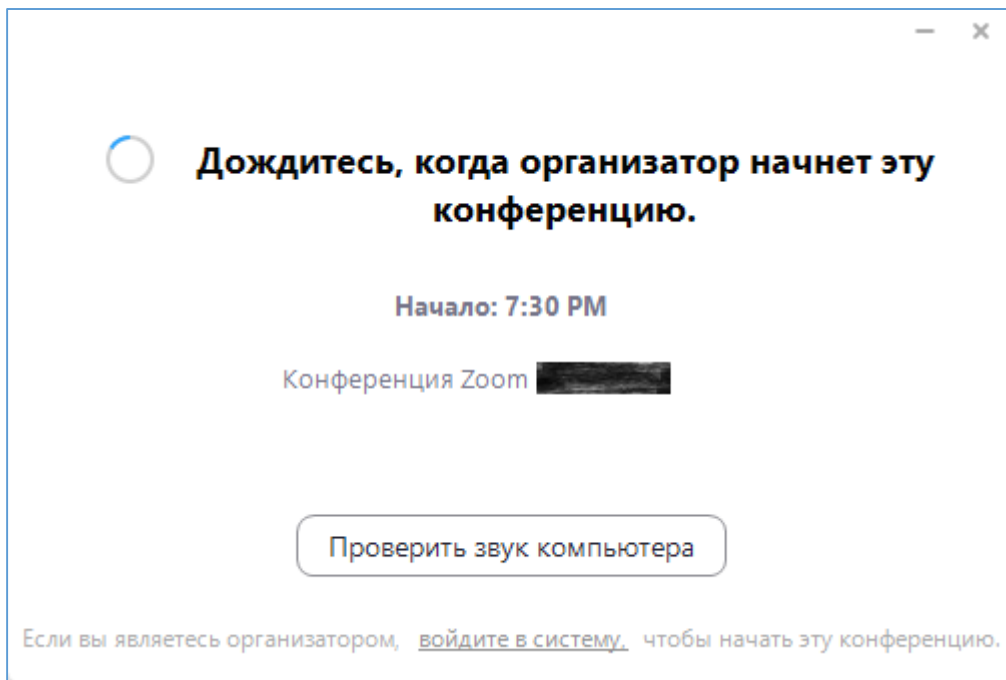 Дождитесь, когда организатор начнет эту
конференцию.
Начало: 7:30 PM
Конференция Zoom
Проверить звук компьютера
Если вы являетесь организатором, войдите в систему, чтобы начать эту конференцию.